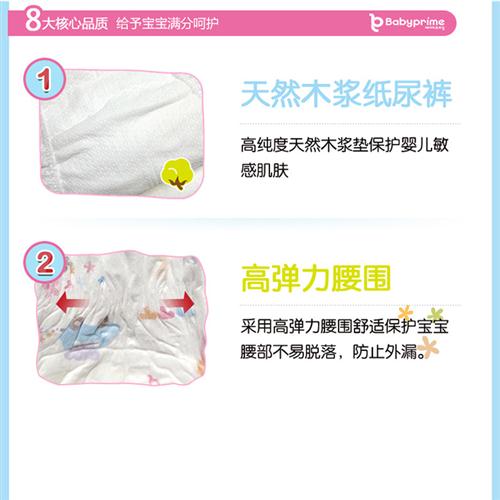 8大核心品质 给予宝宝满分呵护
Babyprime
1
天然木浆纸尿裤
高纯度天然木浆垫保护婴儿敏
感肌肤
2
高弹力腰围
采用高弹力腰围舒适保护宝宝
腰部不易脱落，防止外漏。